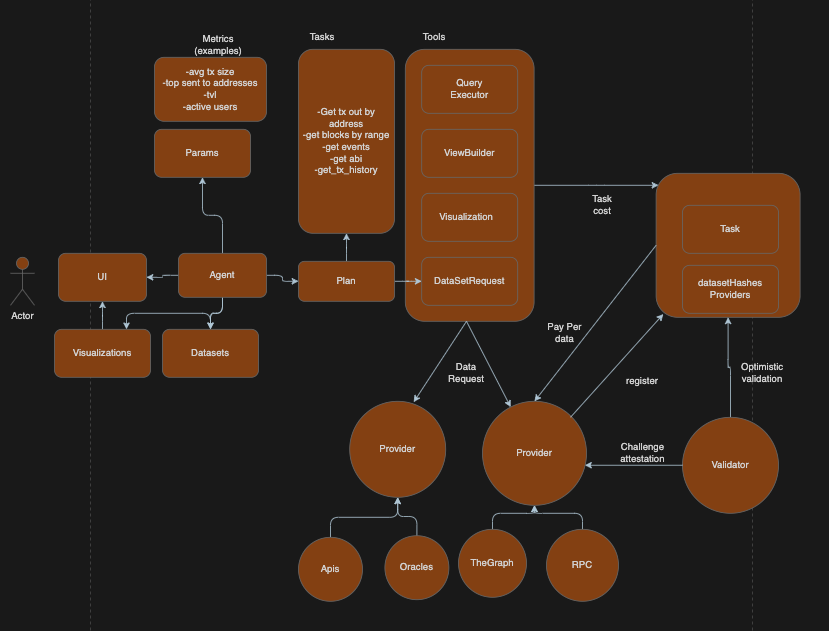 Metrics
(examples)
-avg tx size
-top sent to addresses
-tvl
-active users
Params
Tasks
-Get tx out by
address
-get blocks by range
-get events
-get abi
-get_tx_history
Tools
Query
Executor
ViewBuilder
Visualization
DataSetRequest
Task
cost
Task
datasetHashes
Providers
Actor
UI
Agent
Plan
Visualizations
Datasets
Data
Request
Pay Per
data
register
Optimistic
validation
Provider
Provider
Challenge
attestation
Validator
Apis
Oracles
TheGraph
RPC